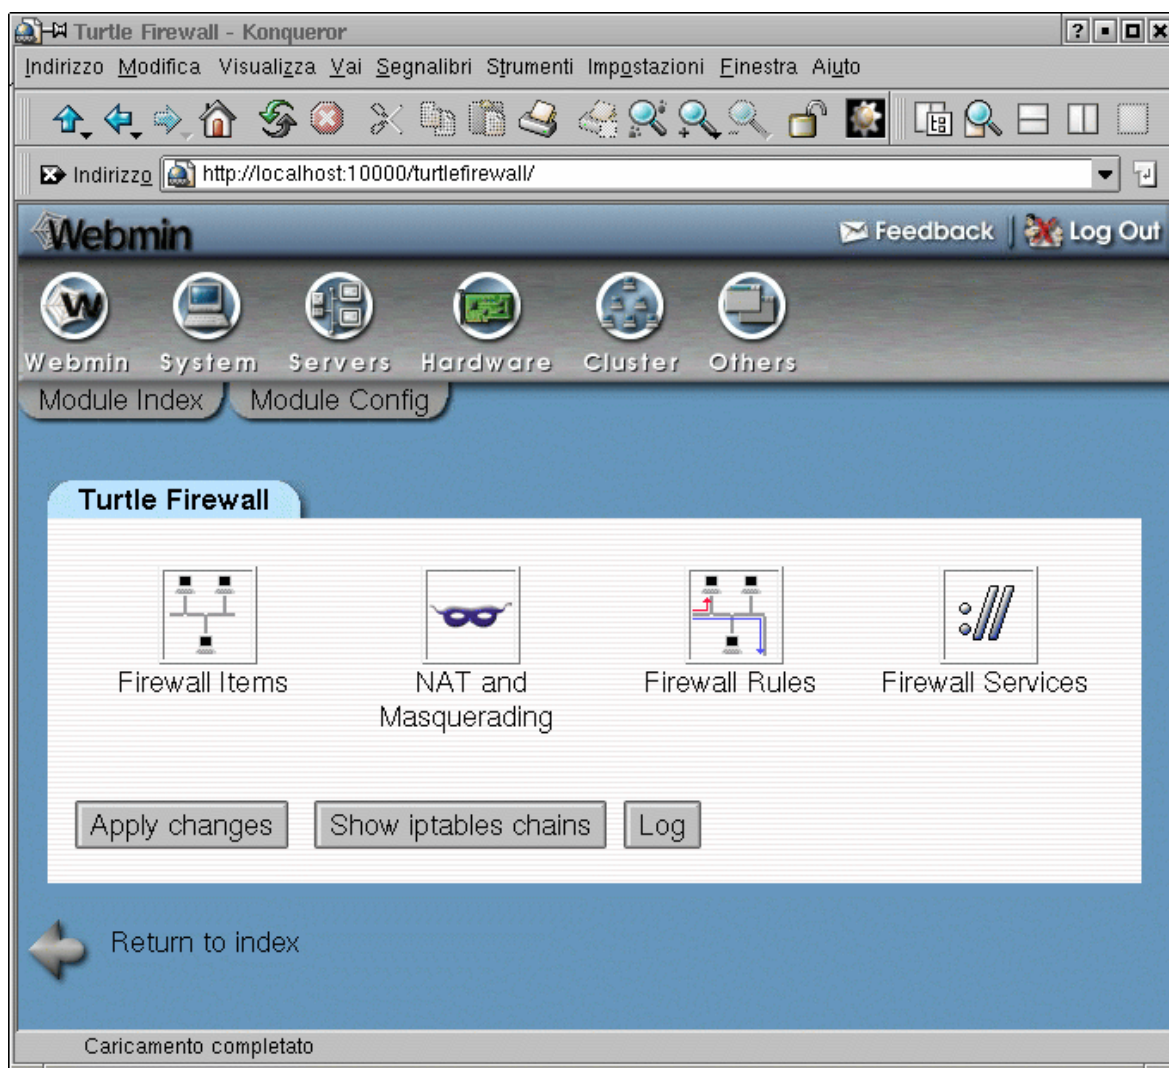 Turtle Firewall - Konqueror
Indirizzo Modifica Visualizza Vai Segnalibri Strumenti Impostazioni Finestra Aiuto
Indirizzo http://localhost:10000/turtlefirewall/
Webmin Feedback Log Out
Webmin System Servers Hardware Cluster Others
Module Index Module Config
Turtle Firewall
Firewall Items NAT and Firewall Rules Firewall Services
Masquerading
Apply changes Show iptables chains Log
Return to index
Caricamento completato